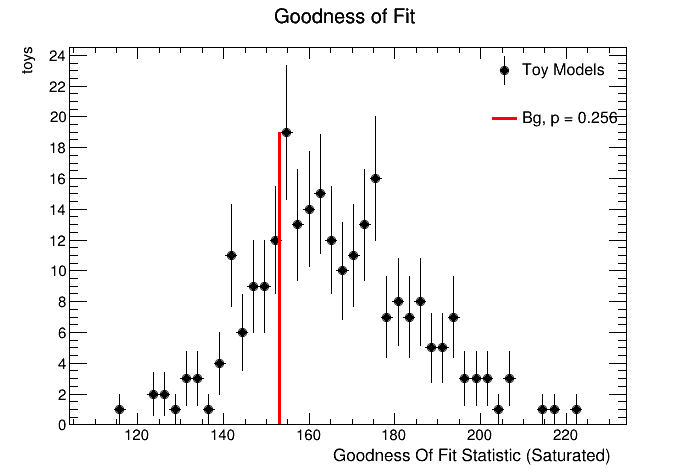 Goodness of Fit
toys
24
22
20
18
16
14
12
10
8
6
4
2
0
Toy Models
Bg, p = 0.256
120 140 160 180 200 220
Goodness Of Fit Statistic (Saturated)